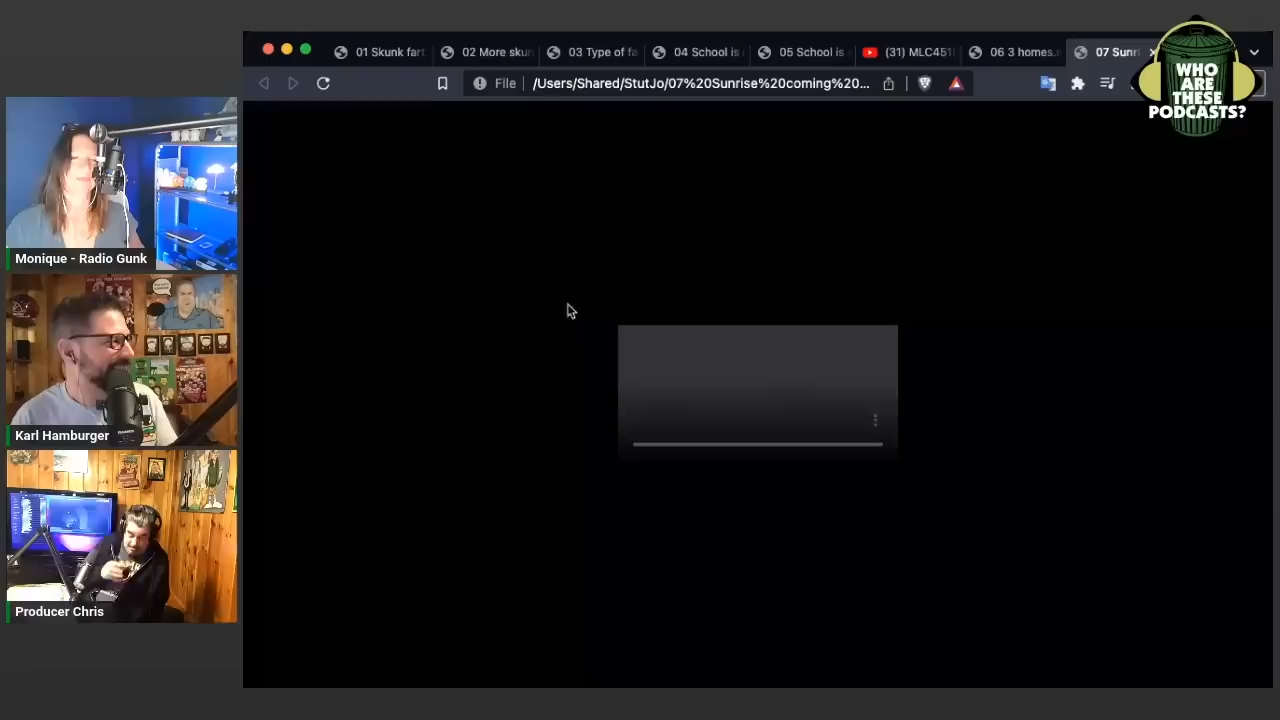 01 Skunk fart
02 More skun
03 Type of fa
04 School is
05 School is
(31) MLC451
06 3 homes.
07 Sunri
File
/Users/Shared/StutJo/07%20Sunrise%20coming%20...
WHO
ARE
THESE
PODCASTS?
Monique - Radio Gunk
Karl Hamburger
Producer Chris